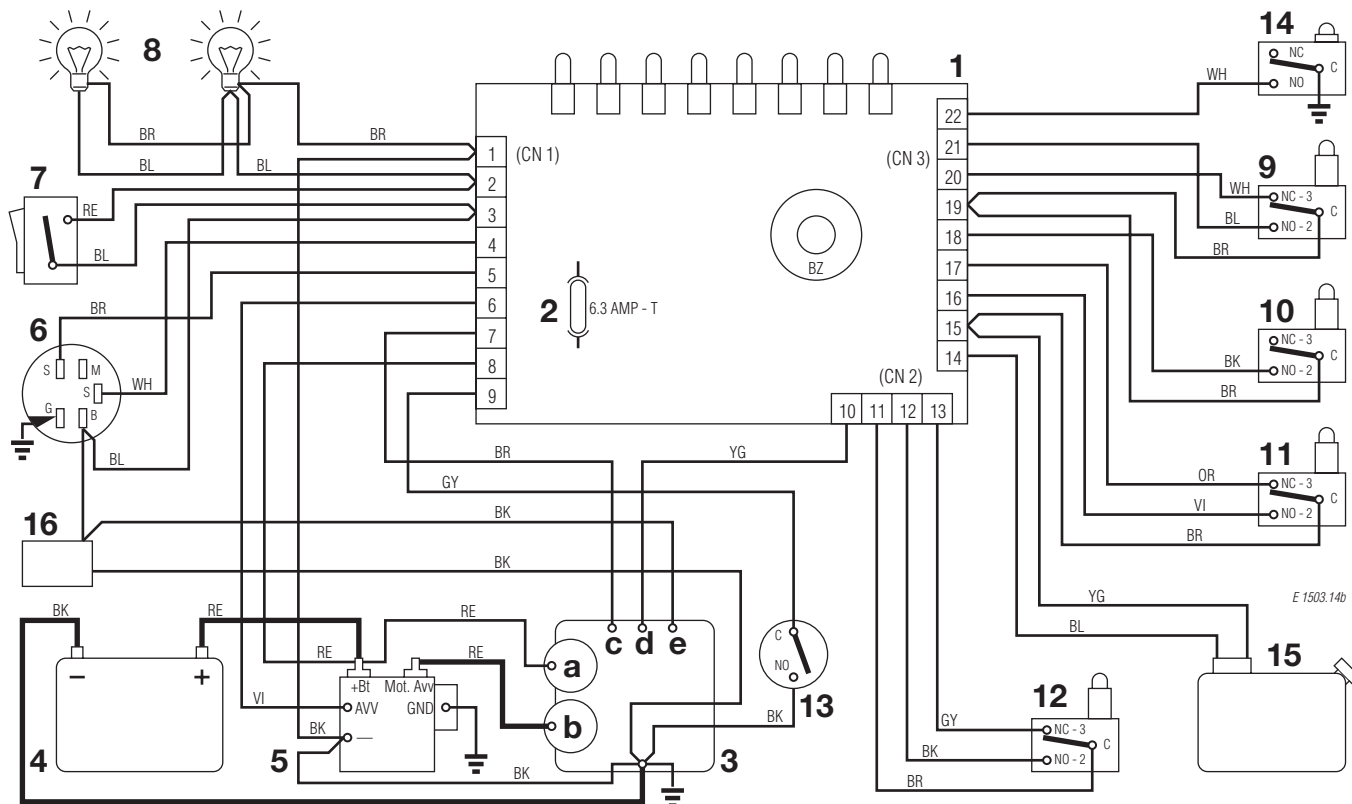 8
BR
BL
BR
BL
7
RE
BL
BR
6
S
M
S
G
B
WH
BL
16
BK
RE
4
−
+
1
(CN 1)
1
2
3
4
5
6
7
8
9
2
6.3 AMP - T
BZ
(CN 3)
22
21
20
19
18
17
16
15
14
(CN 2)
10
11
12
13
BR
GY
YG
BK
BK
RE
RE
RE
VI
BK
BK
+Bt
Mot. Avv
AVV
GND
—
5
a
b
c
d
e
3
C
NO
13
BK
14
NC
NO
C
WH
9
NC - 3
NO - 2
C
WH
BL
BR
10
NC - 3
NO - 2
C
BK
BR
11
NC - 3
NO - 2
C
OR
VI
BR
YG
BL
E 1503.14b
15
12
NC - 3
NO - 2
C
GY
BK
BR